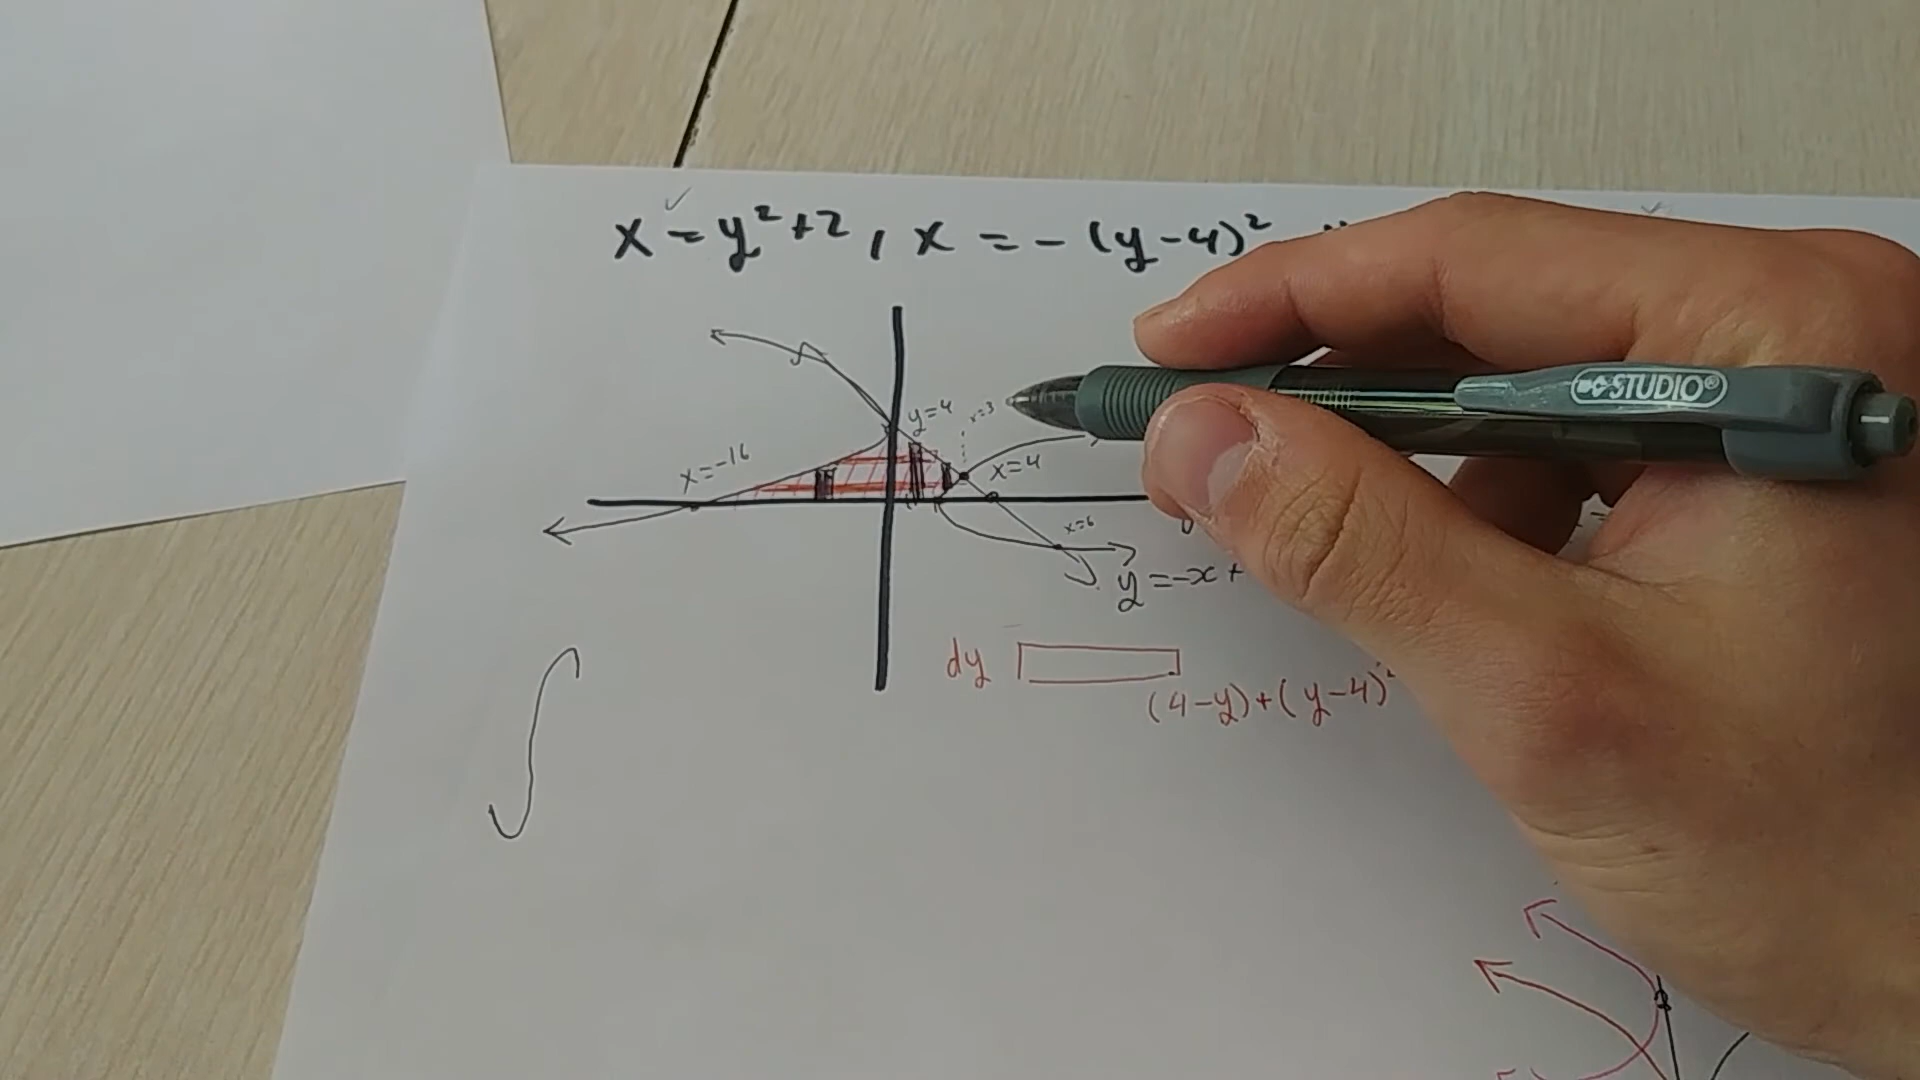 x = y²+2, x = -(y-4)²
y=4
x=3
x=-16
x=4
x=6
y=-x+
dy
(4-y)+(y-4)²
∫
STUDIO®